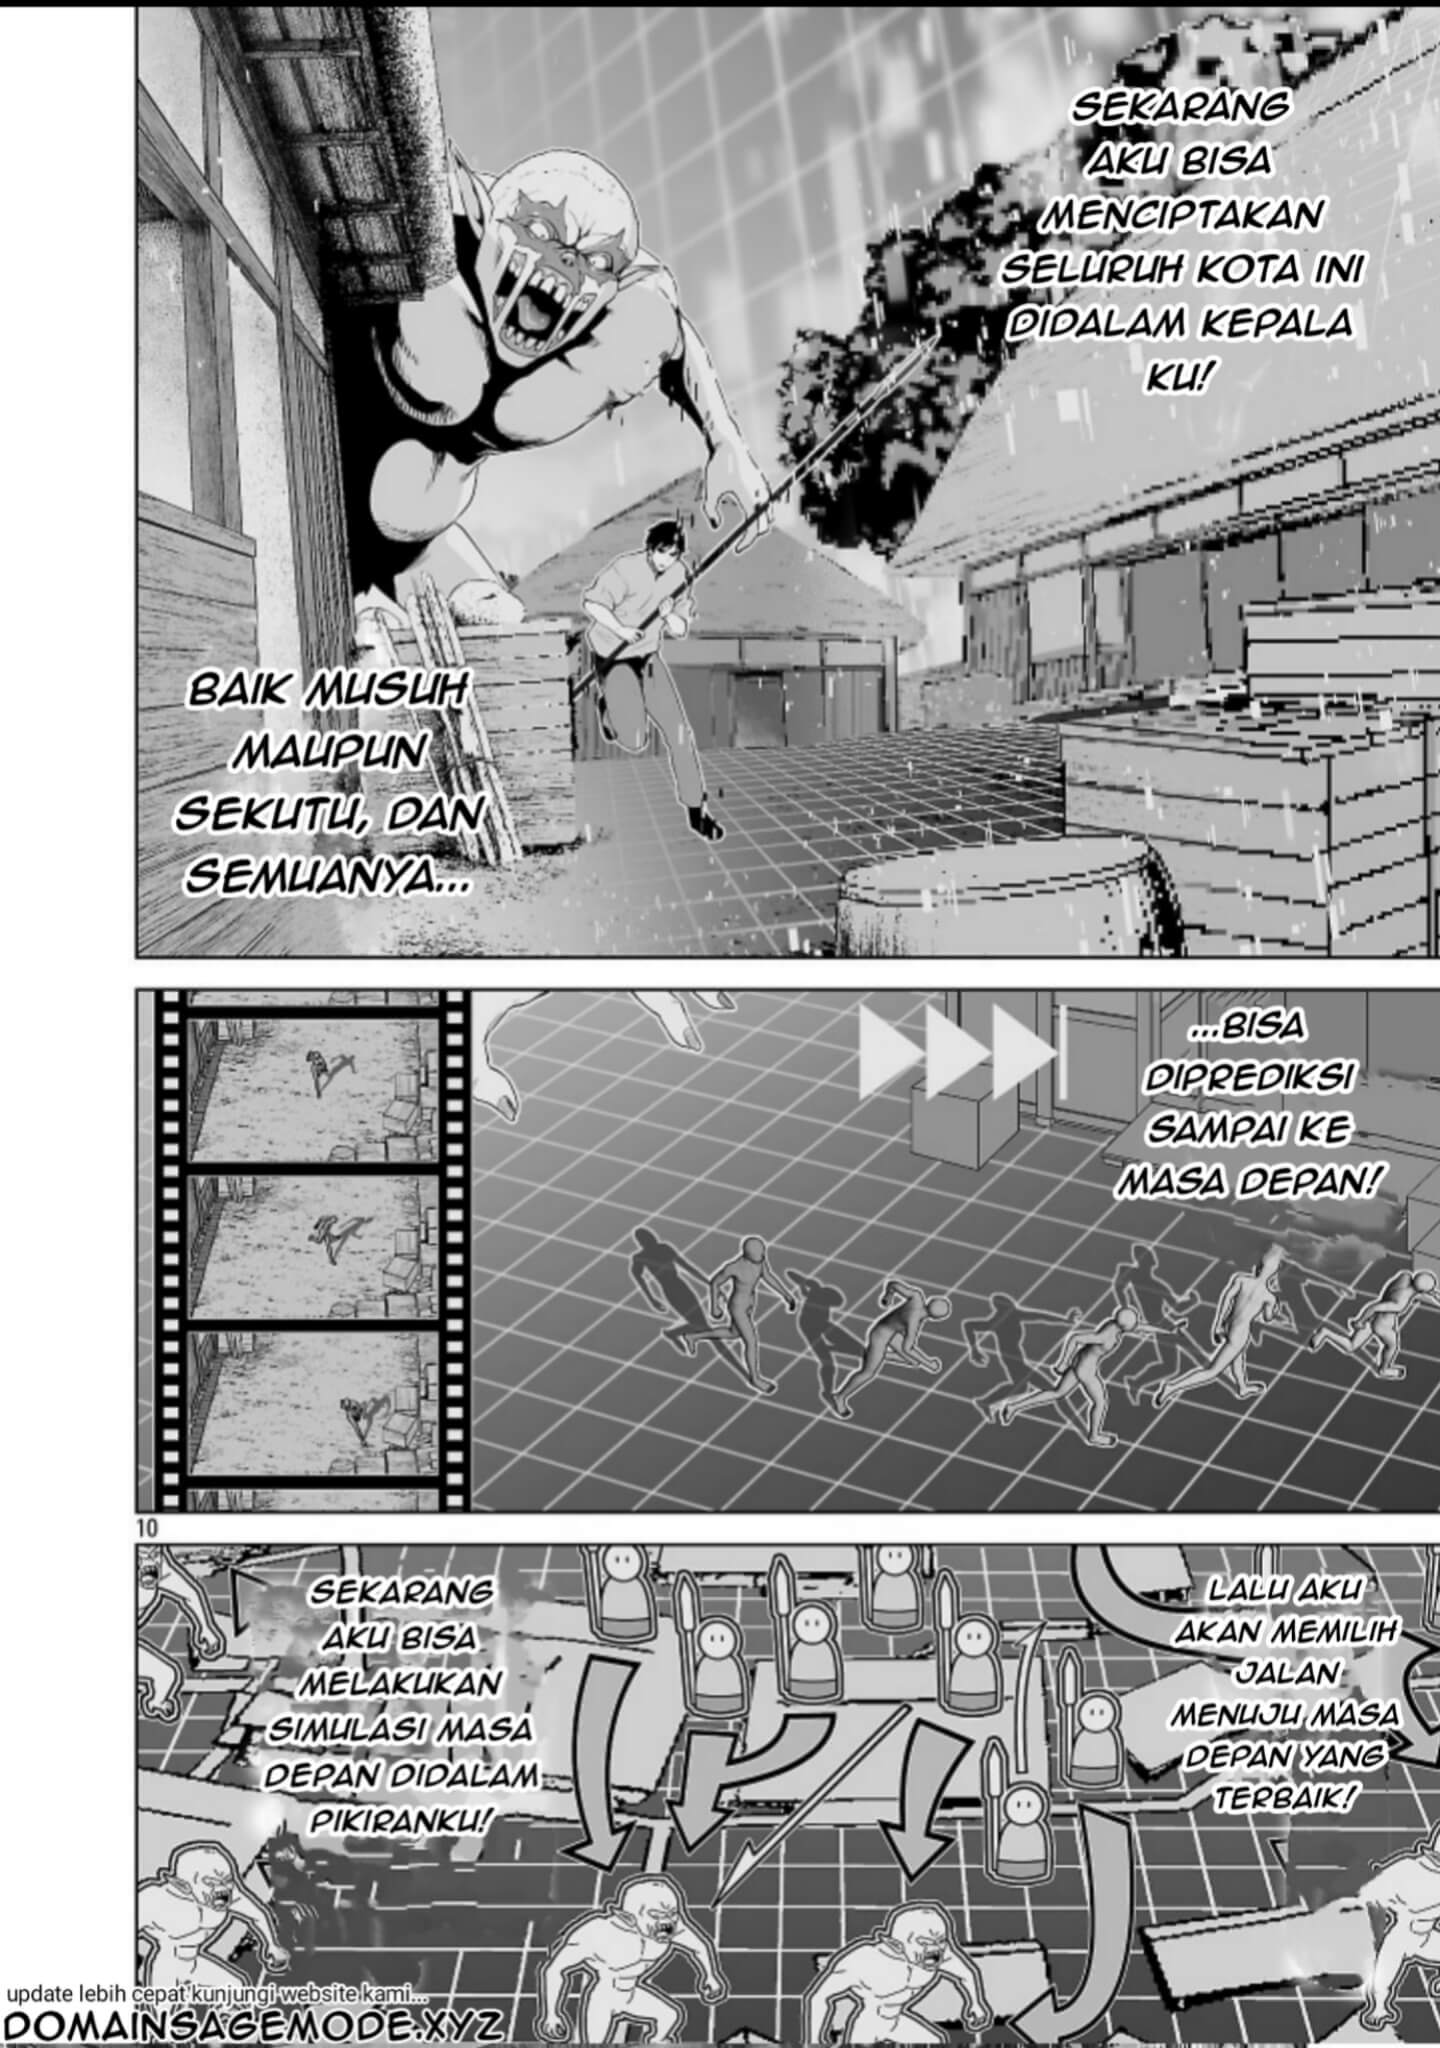 SEKARANG
AKU BISA
MENCIPTAKAN
SELURUH KOTA INI
DIDALAM KEPALA
KU!
BAIK MUSUH
MAUPUN
SEKUTU, DAN
SEMUANYA...
...BISA
DIPREDIKSI
SAMPAI KE
MASA DEPAN!
10
LALU AKU
AKAN MEMILIH
JALAN
MENUJU MASA
DEPAN YANG
TERBAIK!
SEKARANG
AKU BISA
MELAKUKAN
SIMULASI MASA
DEPAN DIDALAM
PIKIRANKU!
update lebih cepat kunjungi website kami...
DOMAINSAGEMODE.XYZ